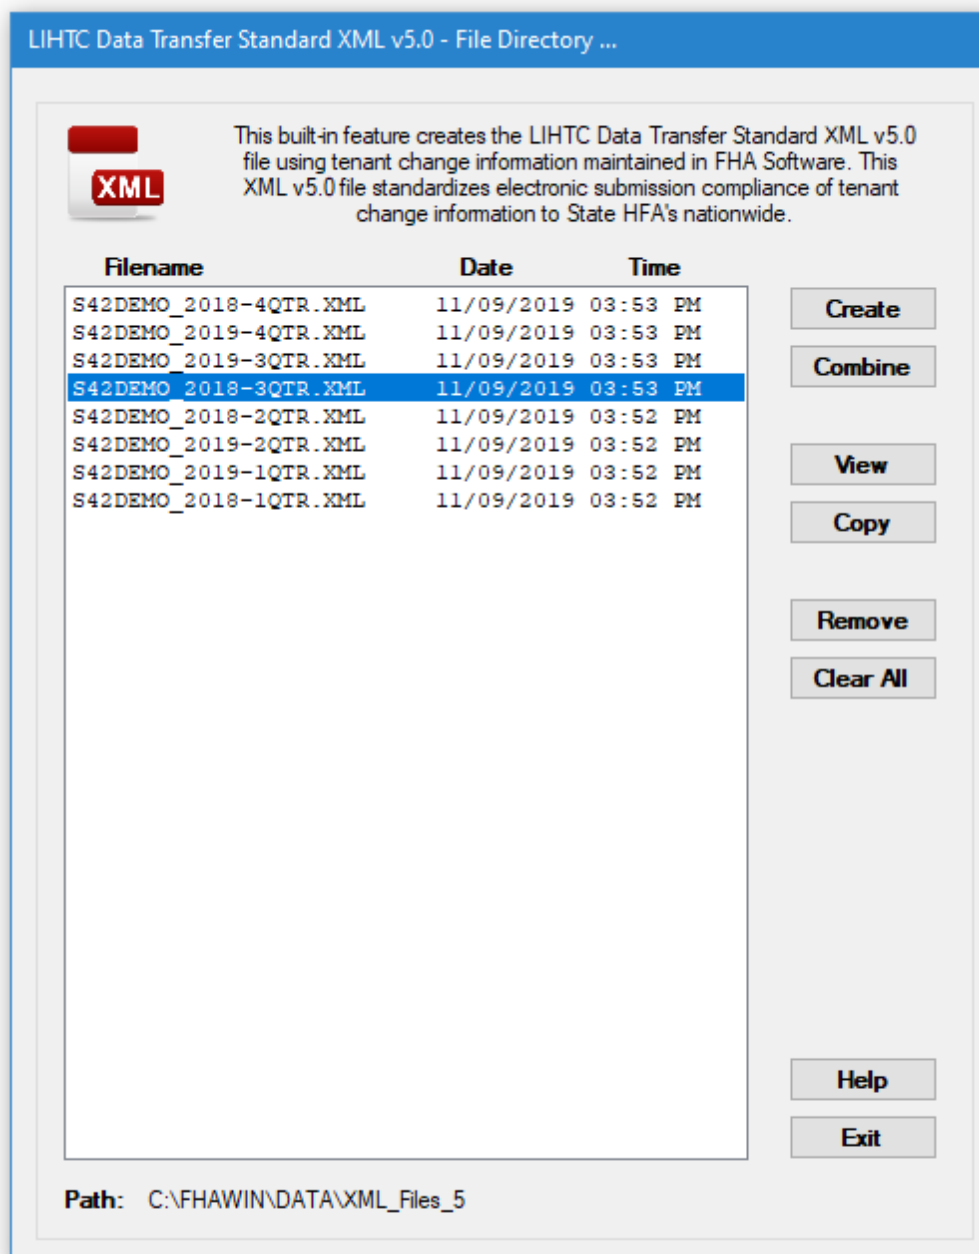 LIHTC Data Transfer Standard XML v5.0 - File Directory ...
XML
This built-in feature creates the LIHTC Data Transfer Standard XML v5.0
file using tenant change information maintained in FHA Software. This
XML v5.0 file standardizes electronic submission compliance of tenant
change information to State HFA's nationwide.
Filename Date Time
S42DEMO_2018-4QTR.XML 11/09/2019 03:53 PM
S42DEMO_2019-4QTR.XML 11/09/2019 03:53 PM
S42DEMO_2019-3QTR.XML 11/09/2019 03:53 PM
S42DEMO_2018-3QTR.XML 11/09/2019 03:53 PM
S42DEMO_2018-2QTR.XML 11/09/2019 03:52 PM
S42DEMO_2019-2QTR.XML 11/09/2019 03:52 PM
S42DEMO_2019-1QTR.XML 11/09/2019 03:52 PM
S42DEMO_2018-1QTR.XML 11/09/2019 03:52 PM
Create
Combine
View
Copy
Remove
Clear All
Help
Exit
Path: C:\FHAWIN\DATA\XML_Files_5